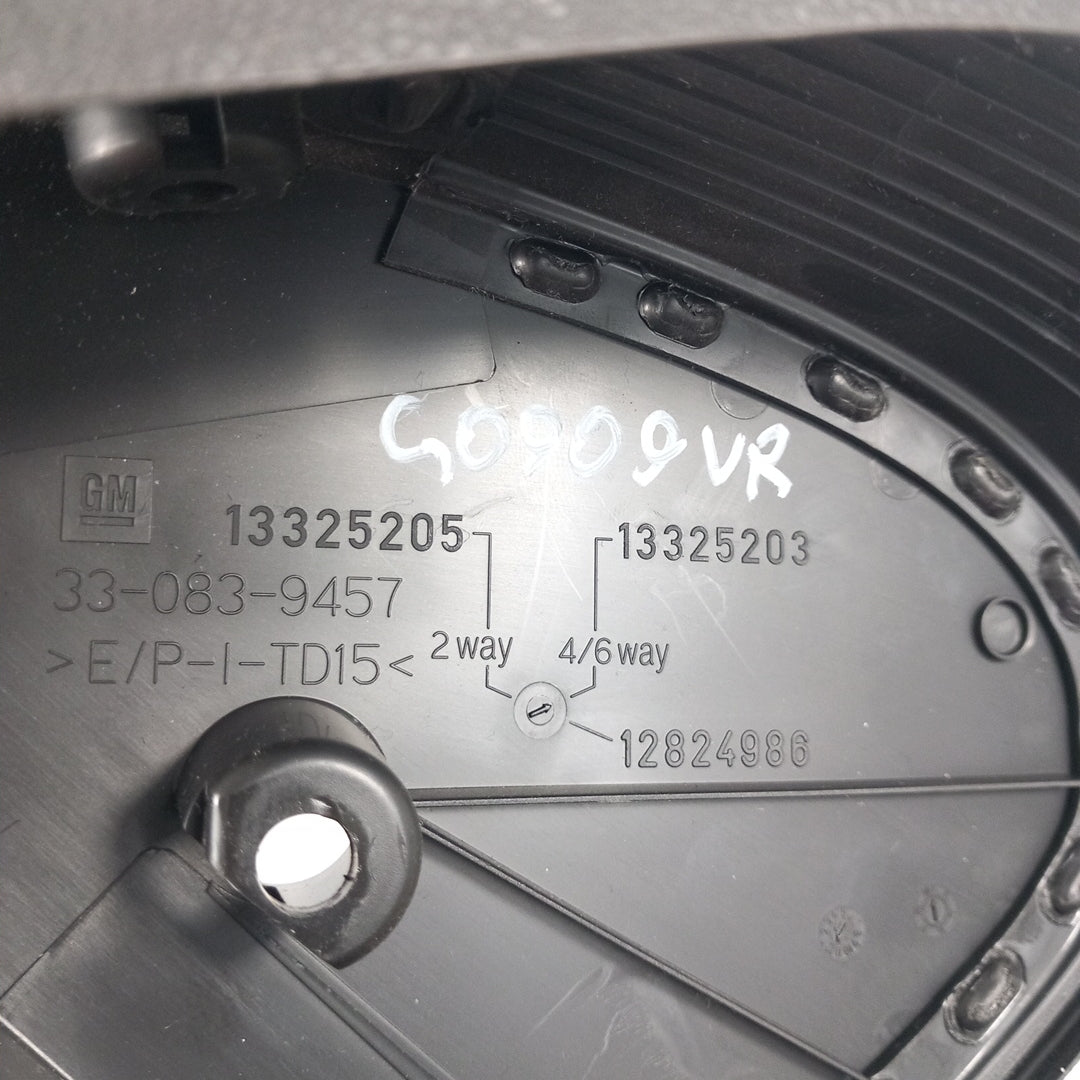 G0909VR
GM
13325205
13325203
33-083-9457
2 way
4/6 way
>E/P-I-TD15<
12824986